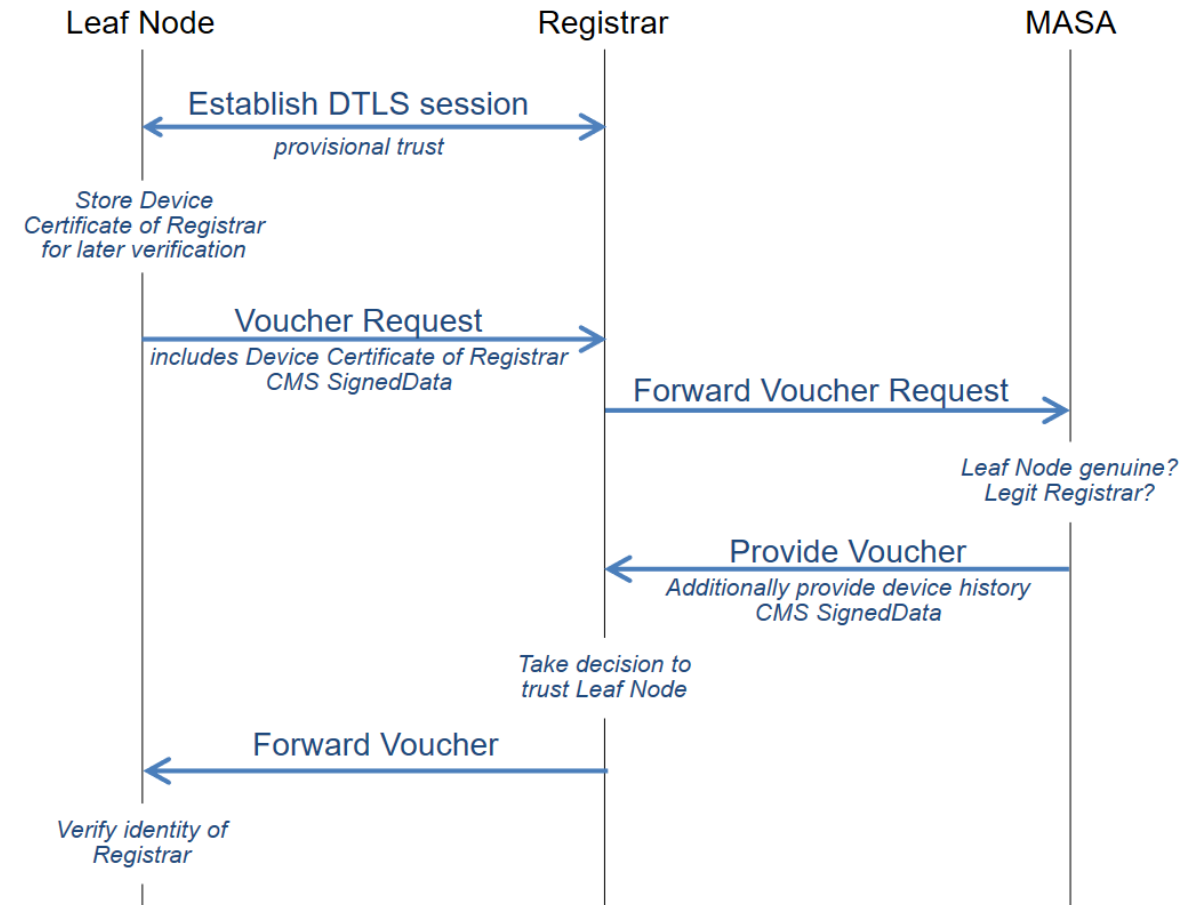 Leaf Node
Registrar
MASA
Establish DTLS session
provisional trust
Store Device
Certificate of Registrar
for later verification
Voucher Request
includes Device Certificate of Registrar
CMS SignedData
Forward Voucher Request
Leaf Node genuine?
Legit Registrar?
Provide Voucher
Additionally provide device history
CMS SignedData
Take decision to
trust Leaf Node
Forward Voucher
Verify identity of
Registrar